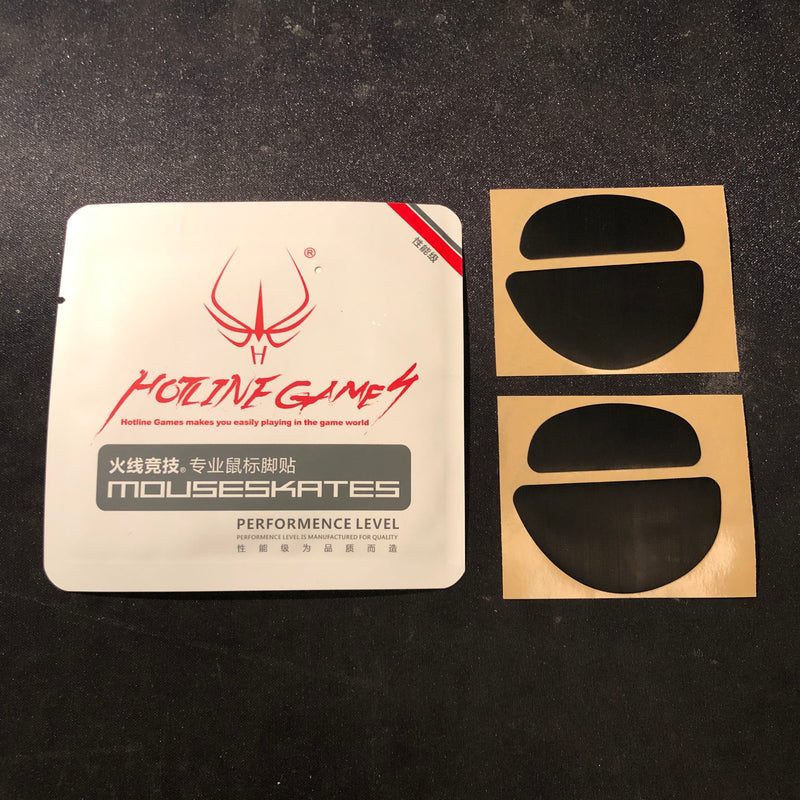 性能级
®
H
HOTLINE GAMES
Hotline Games makes you easily playing in the game world
火线竞技® 专业鼠标脚贴
MOUSESKATES
PERFORMENCE LEVEL
PERFORMENCE LEVEL IS MANUFACTURED FOR QUALITY
性能级为品质而造